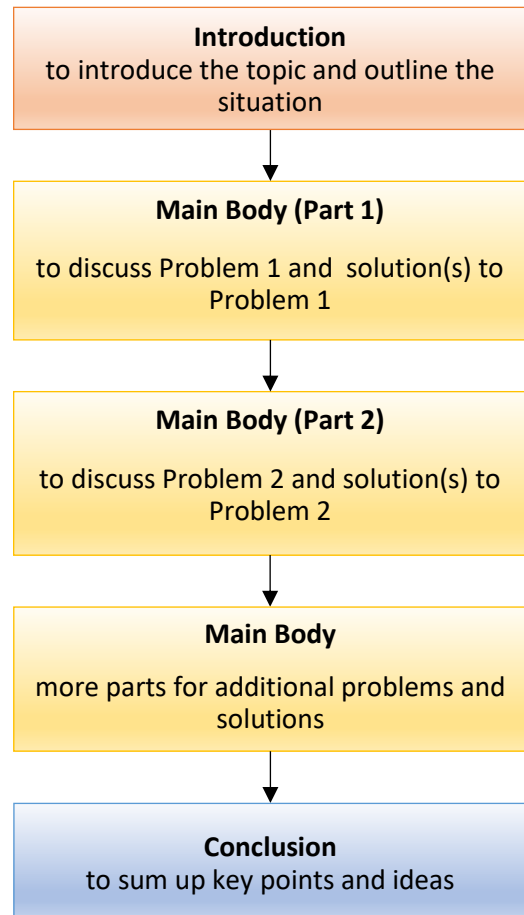 Introduction
to introduce the topic and outline the
situation
Main Body (Part 1)
to discuss Problem 1 and  solution(s) to
Problem 1
Main Body (Part 2)
to discuss Problem 2 and solution(s) to
Problem 2
Main Body
more parts for additional problems and
solutions
Conclusion
to sum up key points and ideas